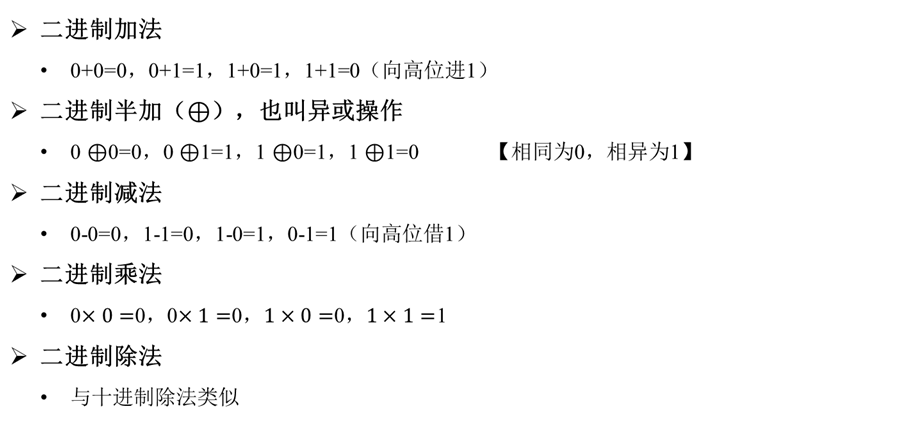 ➢ 二进制加法
• 0+0=0，0+1=1，1+0=1，1+1=0（向高位进1）
➢ 二进制半加（⊕），也叫异或操作
• 0 ⊕0=0，0 ⊕1=1，1 ⊕0=1，1 ⊕1=0 【相同为0，相异为1】
➢ 二进制减法
• 0-0=0，1-1=0，1-0=1，0-1=1（向高位借1）
➢ 二进制乘法
• 0× 0 =0，0× 1 =0，1 × 0 =0，1 × 1 =1
➢ 二进制除法
• 与十进制除法类似